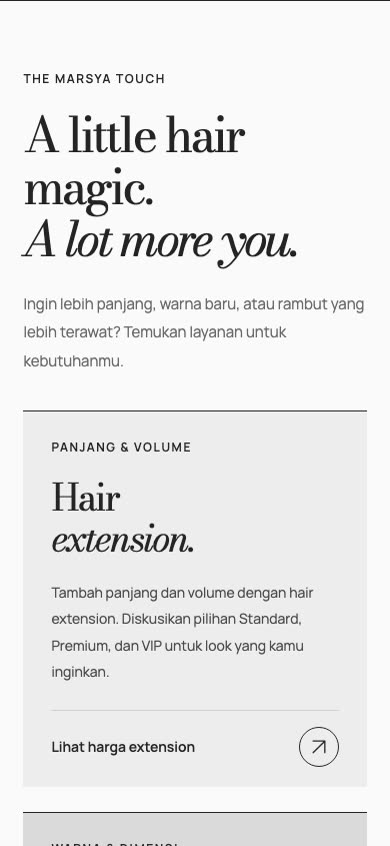 THE MARSYA TOUCH
A little hair
magic.
A lot more you.
Ingin lebih panjang, warna baru, atau rambut yang
lebih terawat? Temukan layanan untuk
kebutuhanmu.
PANJANG & VOLUME
Hair
extension.
Tambah panjang dan volume dengan hair
extension. Diskusikan pilihan Standard,
Premium, dan VIP untuk look yang kamu
inginkan.
Lihat harga extension
WARNA & DIMENSI